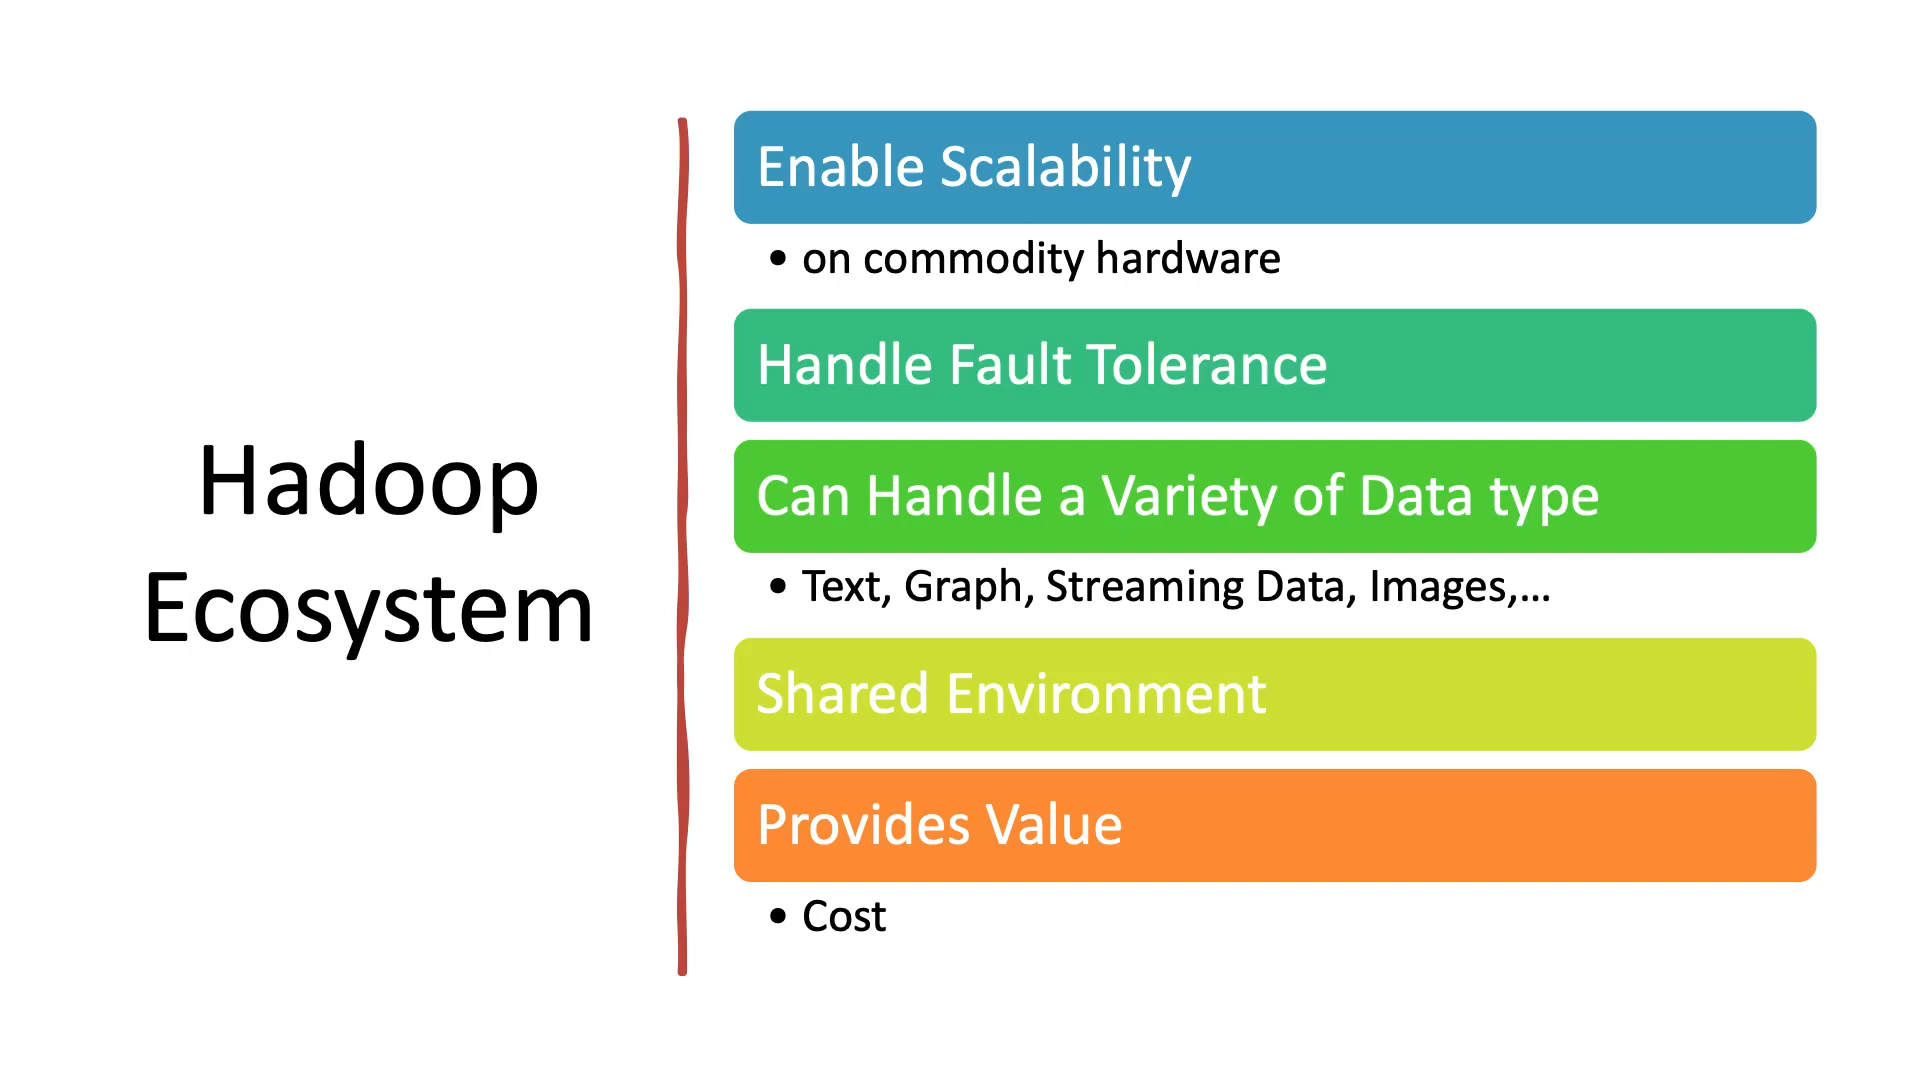 Hadoop
Ecosystem
Enable Scalability
• on commodity hardware
Handle Fault Tolerance
Can Handle a Variety of Data type
• Text, Graph, Streaming Data, Images,...
Shared Environment
Provides Value
• Cost